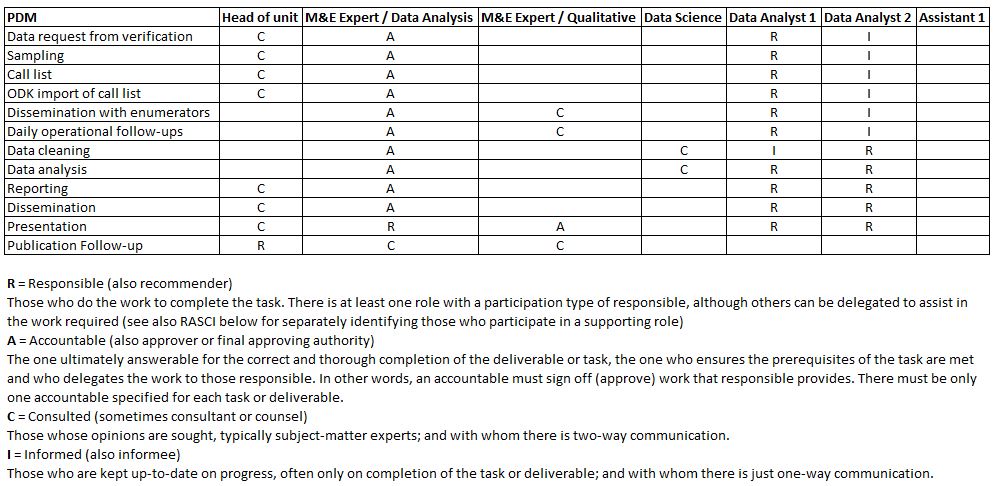 PDM Head of unit M&E Expert / Data Analysis M&E Expert / Qualitative Data Science Data Analyst 1 Data Analyst 2 Assistant 1
Data request from verification C A R I
Sampling C A R I
Call list C A R I
ODK import of call list C A R I
Dissemination with enumerators A C R I
Daily operational follow-ups A C R I
Data cleaning A C I R
Data analysis A C R R
Reporting C A R R
Dissemination C A R R
Presentation C R A R R
Publication Follow-up R C C
R = Responsible (also recommender)
Those who do the work to complete the task. There is at least one role with a participation type of responsible, although others can be delegated to assist in
the work required (see also RASCI below for separately identifying those who participate in a supporting role)
A = Accountable (also approver or final approving authority)
The one ultimately answerable for the correct and thorough completion of the deliverable or task, the one who ensures the prerequisites of the task are met
and who delegates the work to those responsible. In other words, an accountable must sign off (approve) work that responsible provides. There must be only
one accountable specified for each task or deliverable.
C = Consulted (sometimes consultant or counsel)
Those whose opinions are sought, typically subject-matter experts; and with whom there is two-way communication.
I = Informed (also informee)
Those who are kept up-to-date on progress, often only on completion of the task or deliverable; and with whom there is just one-way communication.